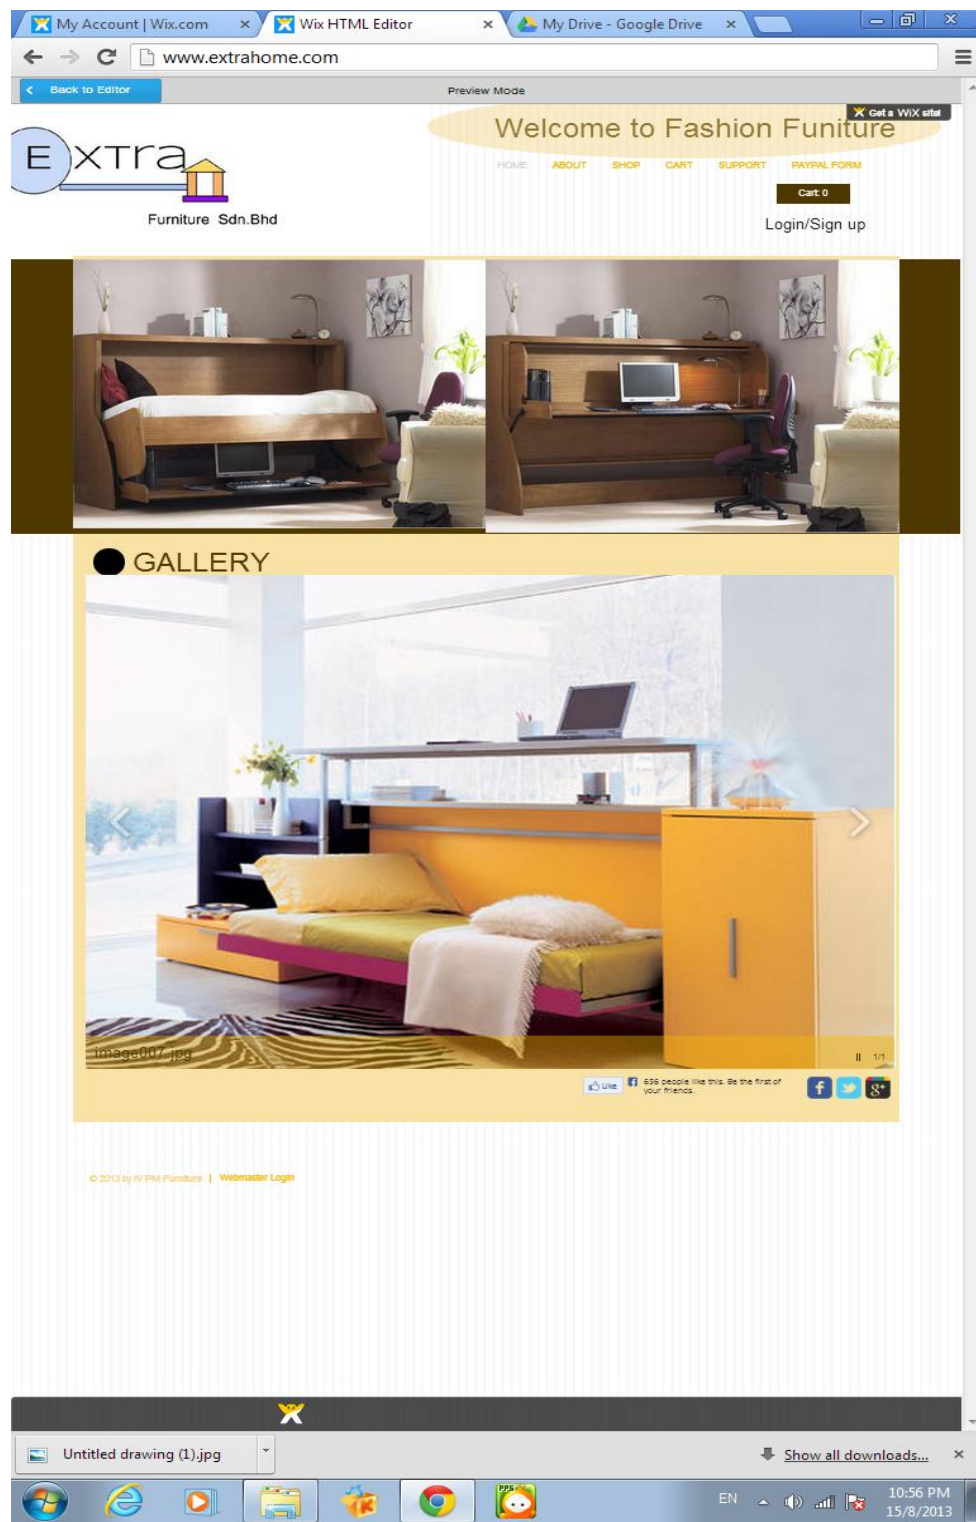 My Account | Wix.com
Wix HTML Editor
My Drive - Google Drive
www.extrahome.com
Back to Editor
Preview Mode
Get a WiX site!
Welcome to Fashion Funiture
Extra
Furniture Sdn.Bhd
HOME ABOUT SHOP CART SUPPORT PAYPAL FORM
Cart: 0
Login/Sign up
GALLERY
image007.jpg
1/1
Like
656 people like this. Be the first of
your friends.
© 2013 by IV PM Furniture | Webmaster Login
Untitled drawing (1).jpg
Show all downloads...
PPS
EN
10:56 PM
15/8/2013